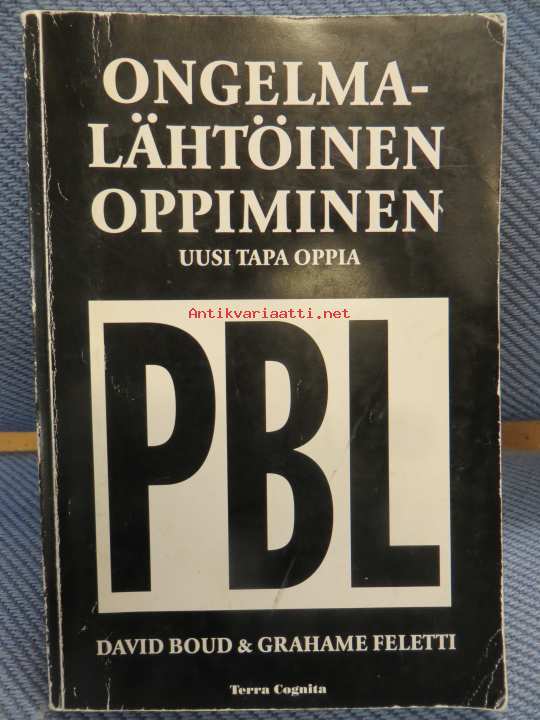 ONGELMA-
LÄHTÖINEN
OPPIMINEN
UUSI TAPA OPPIA
Antikvariaatti.net
PBL
DAVID BOUD & GRAHAME FELETTI
Terra Cognita